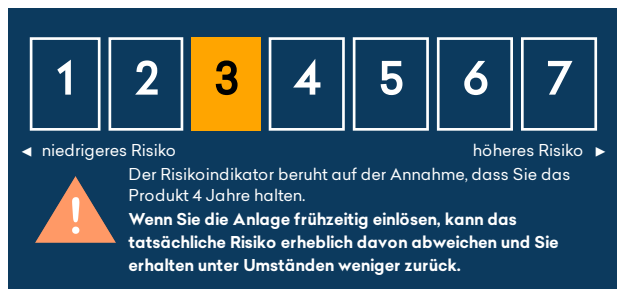 1 2 3 4 5 6 7
◄ niedrigeres Risiko höheres Risiko ►
Der Risikoindikator beruht auf der Annahme, dass Sie das
Produkt 4 Jahre halten.
Wenn Sie die Anlage frühzeitig einlösen, kann das
tatsächliche Risiko erheblich davon abweichen und Sie
erhalten unter Umständen weniger zurück.
!